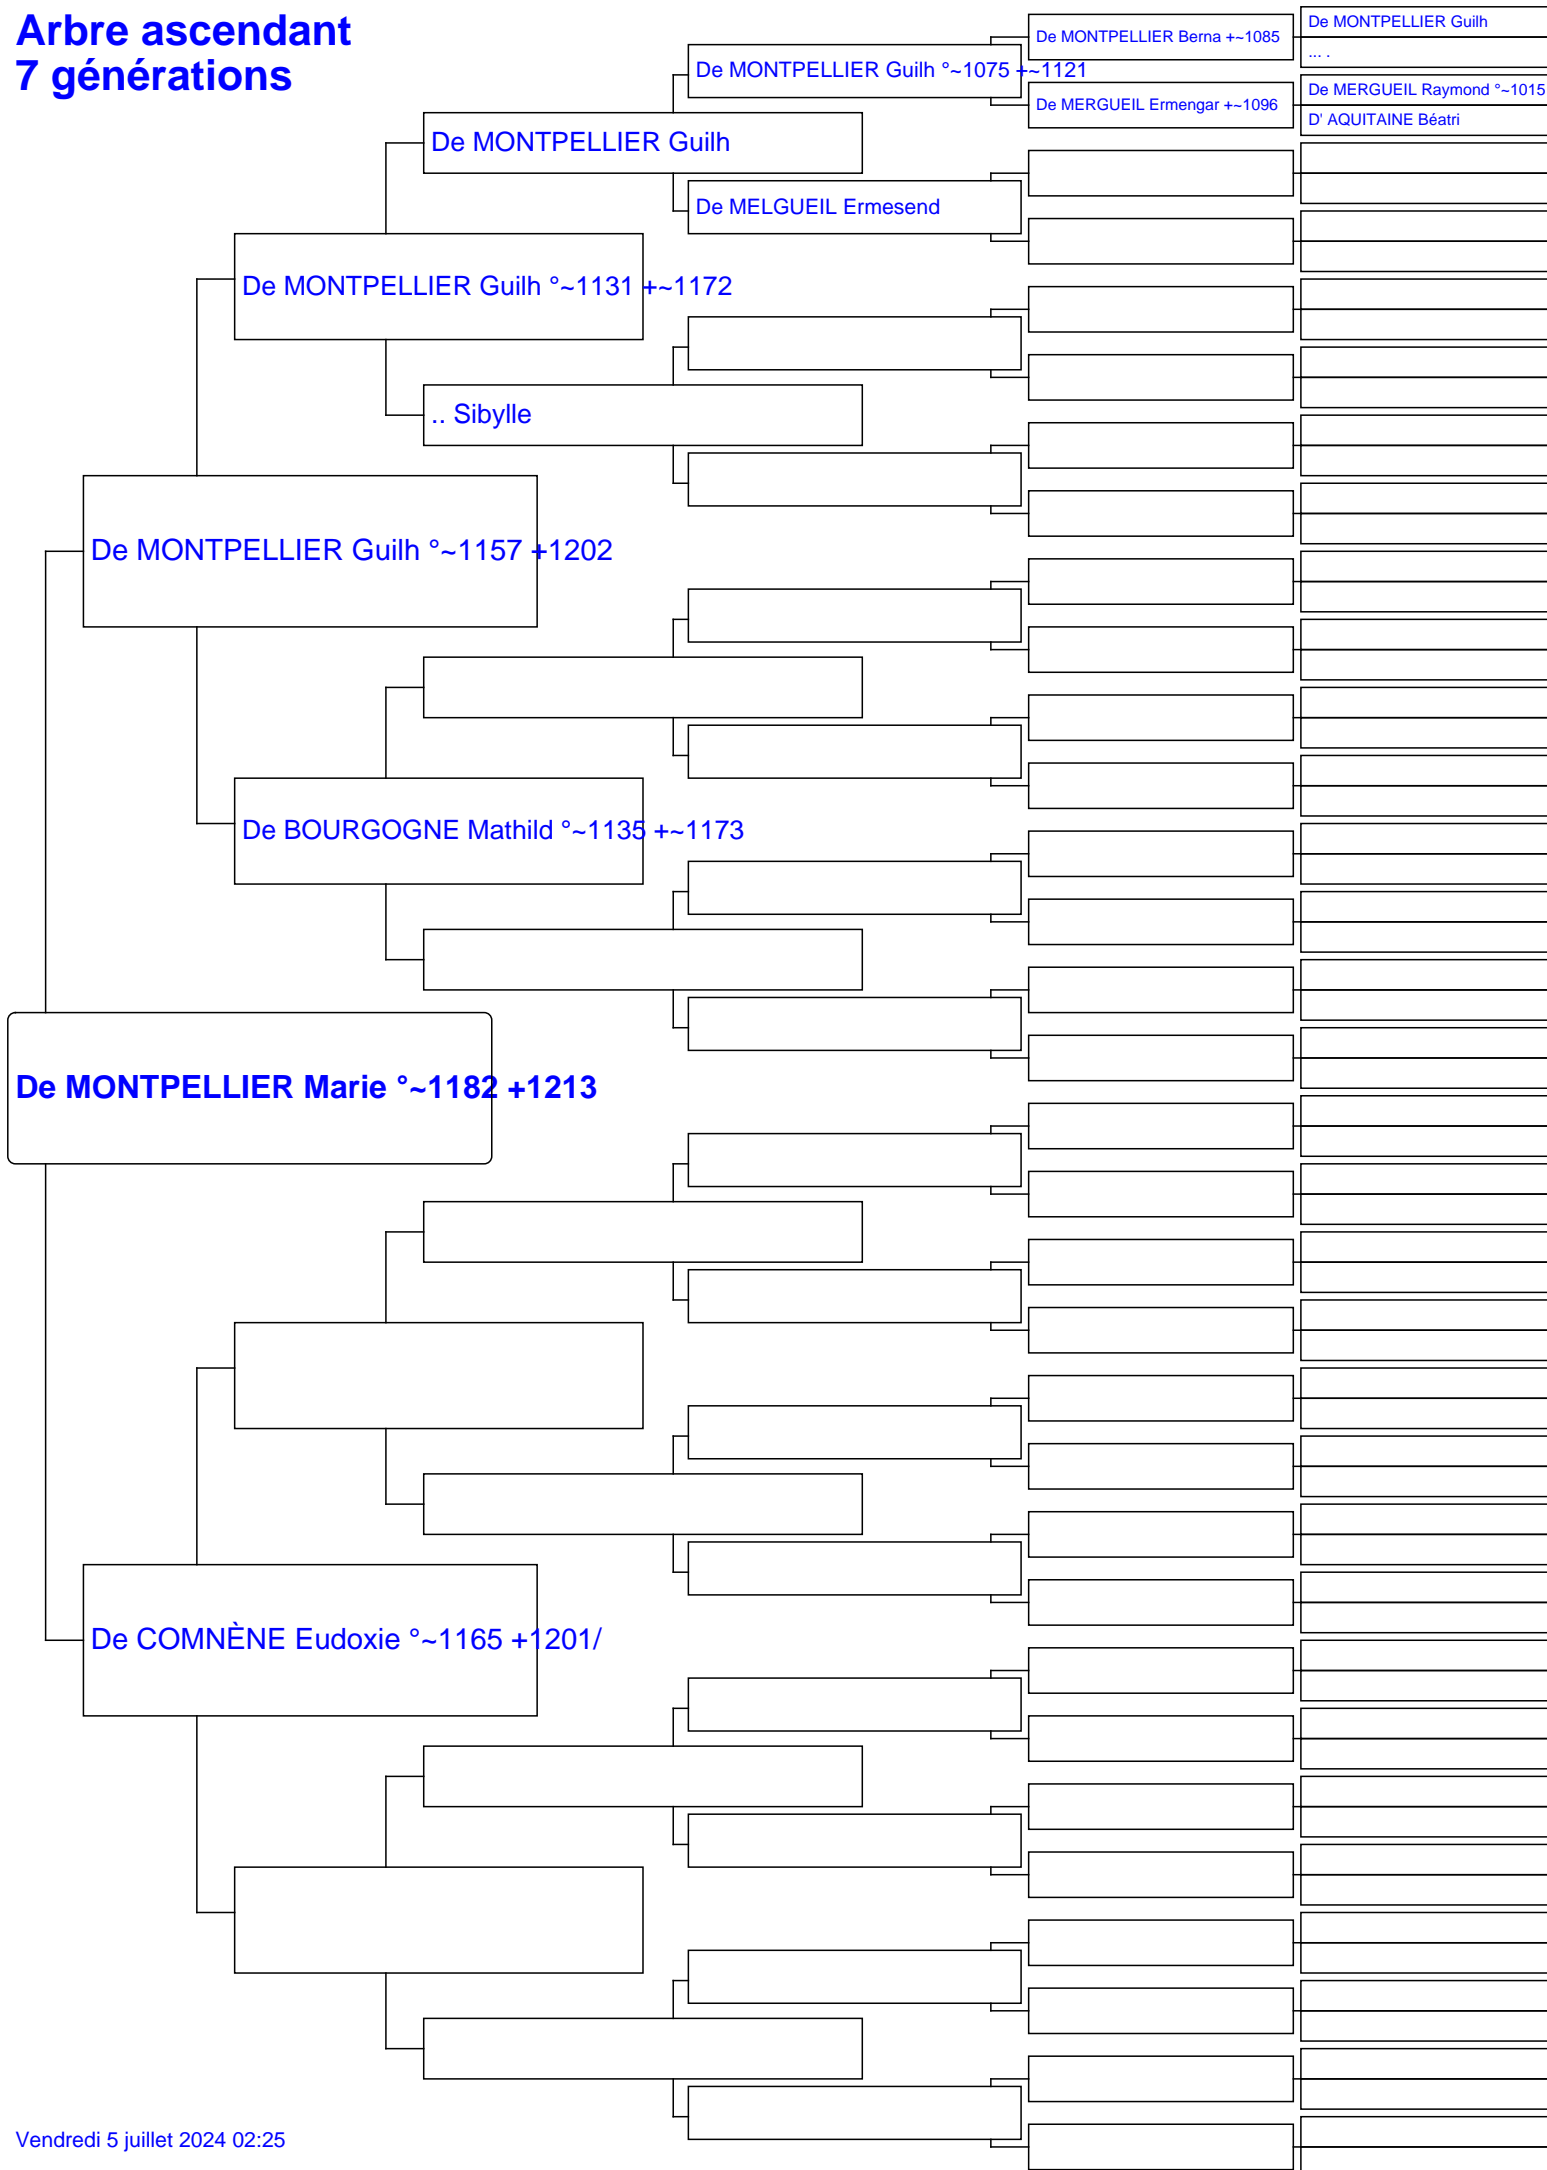 Arbre ascendant
7 générations
De MONTPELLIER Guilh
De MONTPELLIER Berna +~1085
... .
De MONTPELLIER Guilh °~1075 +~1121
De MERGUEIL Raymond °~1015
De MERGUEIL Ermengar +~1096
D' AQUITAINE Béatri
De MONTPELLIER Guilh
De MELGUEIL Ermesend
De MONTPELLIER Guilh °~1131 +~1172
.. Sibylle
De MONTPELLIER Guilh °~1157 +1202
De BOURGOGNE Mathild °~1135 +~1173
De MONTPELLIER Marie °~1182 +1213
De COMNÈNE Eudoxie °~1165 +1201/
Vendredi 5 juillet 2024 02:25